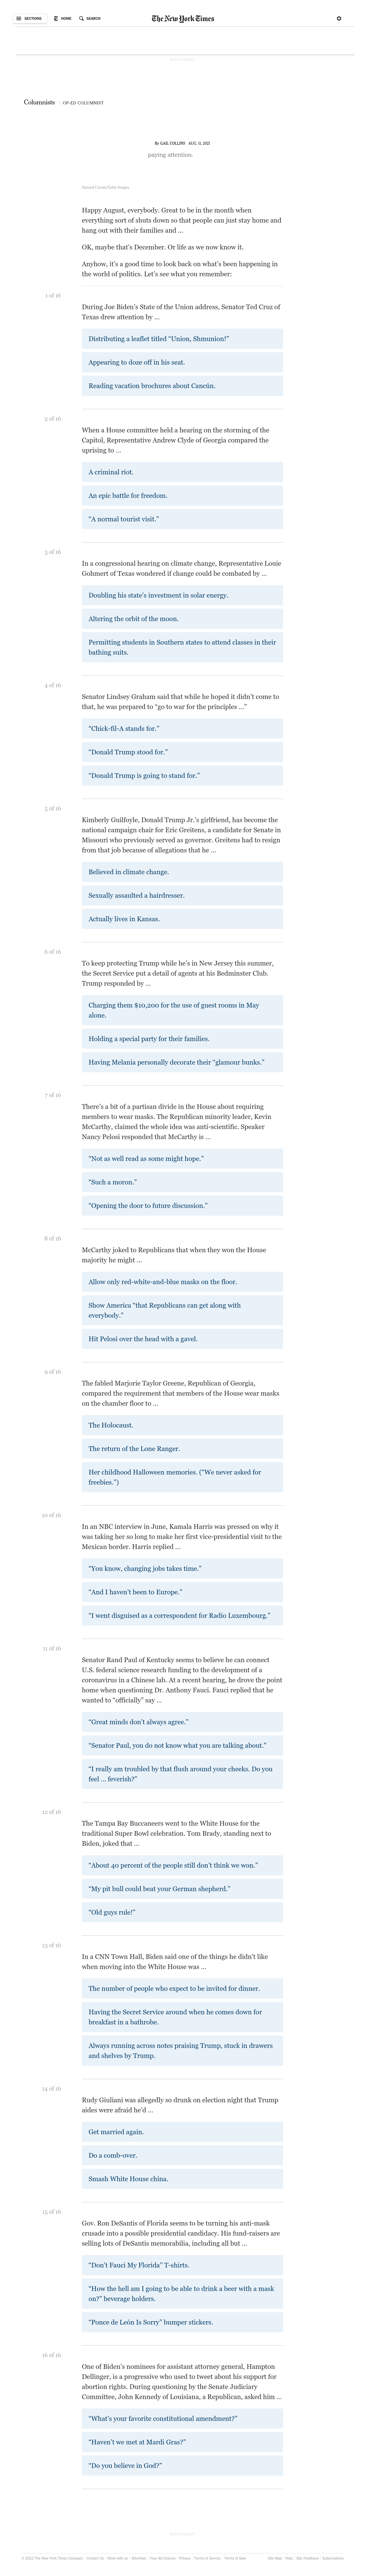 SECTIONS
HOME
SEARCH
The New York Times
ADVERTISEMENT
Columnists | OP-ED COLUMNIST
By GAIL COLLINS AUG. 11, 2021
paying attention.
Samuel Corum/Getty Images
Happy August, everybody. Great to be in the month when
everything sort of shuts down so that people can just stay home and
hang out with their families and …
OK, maybe that’s December. Or life as we now know it.
Anyhow, it’s a good time to look back on what’s been happening in
the world of politics. Let’s see what you remember:
1 of 16
During Joe Biden’s State of the Union address, Senator Ted Cruz of
Texas drew attention by …
Distributing a leaflet titled “Union, Shmunion!”
Appearing to doze off in his seat.
Reading vacation brochures about Cancún.
2 of 16
When a House committee held a hearing on the storming of the
Capitol, Representative Andrew Clyde of Georgia compared the
uprising to …
A criminal riot.
An epic battle for freedom.
“A normal tourist visit.”
3 of 16
In a congressional hearing on climate change, Representative Louie
Gohmert of Texas wondered if change could be combated by …
Doubling his state’s investment in solar energy.
Altering the orbit of the moon.
Permitting students in Southern states to attend classes in their
bathing suits.
4 of 16
Senator Lindsey Graham said that while he hoped it didn’t come to
that, he was prepared to “go to war for the principles …”
“Chick-fil-A stands for.”
“Donald Trump stood for.”
“Donald Trump is going to stand for.”
5 of 16
Kimberly Guilfoyle, Donald Trump Jr.’s girlfriend, has become the
national campaign chair for Eric Greitens, a candidate for Senate in
Missouri who previously served as governor. Greitens had to resign
from that job because of allegations that he …
Believed in climate change.
Sexually assaulted a hairdresser.
Actually lives in Kansas.
6 of 16
To keep protecting Trump while he’s in New Jersey this summer,
the Secret Service put a detail of agents at his Bedminster Club.
Trump responded by …
Charging them $10,200 for the use of guest rooms in May
alone.
Holding a special party for their families.
Having Melania personally decorate their “glamour bunks.”
7 of 16
There’s a bit of a partisan divide in the House about requiring
members to wear masks. The Republican minority leader, Kevin
McCarthy, claimed the whole idea was anti-scientific. Speaker
Nancy Pelosi responded that McCarthy is …
“Not as well read as some might hope.”
“Such a moron.”
“Opening the door to future discussion.”
8 of 16
McCarthy joked to Republicans that when they won the House
majority he might …
Allow only red-white-and-blue masks on the floor.
Show America “that Republicans can get along with
everybody.”
Hit Pelosi over the head with a gavel.
9 of 16
The fabled Marjorie Taylor Greene, Republican of Georgia,
compared the requirement that members of the House wear masks
on the chamber floor to …
The Holocaust.
The return of the Lone Ranger.
Her childhood Halloween memories. (“We never asked for
freebies.”)
10 of 16
In an NBC interview in June, Kamala Harris was pressed on why it
was taking her so long to make her first vice-presidential visit to the
Mexican border. Harris replied …
“You know, changing jobs takes time.”
“And I haven’t been to Europe.”
“I went disguised as a correspondent for Radio Luxembourg.”
11 of 16
Senator Rand Paul of Kentucky seems to believe he can connect
U.S. federal science research funding to the development of a
coronavirus in a Chinese lab. At a recent hearing, he drove the point
home when questioning Dr. Anthony Fauci. Fauci replied that he
wanted to “officially” say …
“Great minds don’t always agree.”
“Senator Paul, you do not know what you are talking about.”
“I really am troubled by that flush around your cheeks. Do you
feel … feverish?”
12 of 16
The Tampa Bay Buccaneers went to the White House for the
traditional Super Bowl celebration. Tom Brady, standing next to
Biden, joked that …
“About 40 percent of the people still don’t think we won.”
“My pit bull could beat your German shepherd.”
“Old guys rule!”
13 of 16
In a CNN Town Hall, Biden said one of the things he didn’t like
when moving into the White House was …
The number of people who expect to be invited for dinner.
Having the Secret Service around when he comes down for
breakfast in a bathrobe.
Always running across notes praising Trump, stuck in drawers
and shelves by Trump.
14 of 16
Rudy Giuliani was allegedly so drunk on election night that Trump
aides were afraid he’d …
Get married again.
Do a comb-over.
Smash White House china.
15 of 16
Gov. Ron DeSantis of Florida seems to be turning his anti-mask
crusade into a possible presidential candidacy. His fund-raisers are
selling lots of DeSantis memorabilia, including all but …
“Don’t Fauci My Florida” T-shirts.
“How the hell am I going to be able to drink a beer with a mask
on?” beverage holders.
“Ponce de León Is Sorry” bumper stickers.
16 of 16
One of Biden’s nominees for assistant attorney general, Hampton
Dellinger, is a progressive who used to tweet about his support for
abortion rights. During questioning by the Senate Judiciary
Committee, John Kennedy of Louisiana, a Republican, asked him …
“What’s your favorite constitutional amendment?”
“Haven’t we met at Mardi Gras?”
“Do you believe in God?”
ADVERTISEMENT
© 2022 The New York Times Company Contact Us Work with us Advertise Your Ad Choices Privacy Terms of Service Terms of Sale Site Map Help Site Feedback Subscriptions